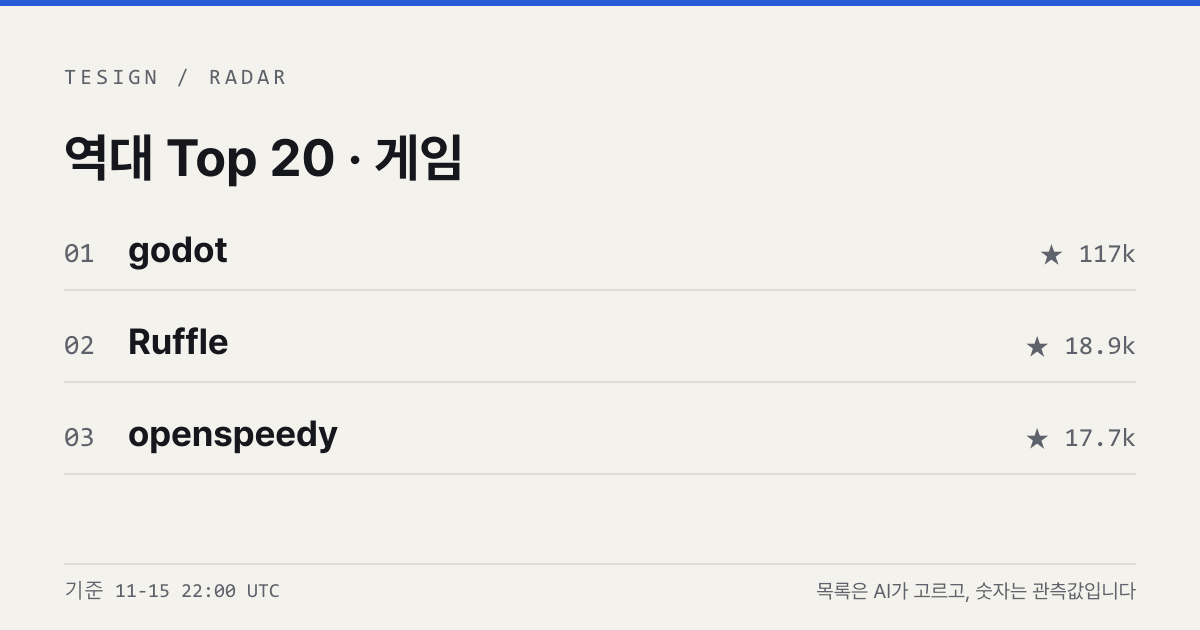 TESIGN / RADAR
역대 Top 20 · 게임
01 godot ★ 117k
02 Ruffle ★ 18.9k
03 openspeedy ★ 17.7k
기준 11-15 22:00 UTC
목록은 AI가 고르고, 숫자는 관측값입니다